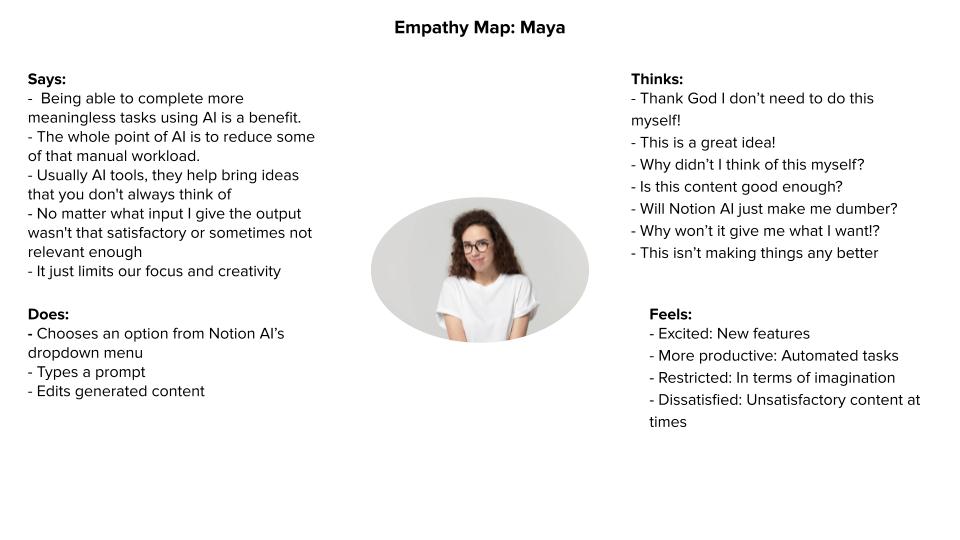 Empathy Map: Maya
Says:
-  Being able to complete more
meaningless tasks using AI is a benefit.
- The whole point of AI is to reduce some
of that manual workload.
- Usually AI tools, they help bring ideas
that you don't always think of
- No matter what input I give the output
wasn't that satisfactory or sometimes not
relevant enough
- It just limits our focus and creativity
Does:
- Chooses an option from Notion AI’s
dropdown menu
- Types a prompt
- Edits generated content
Thinks:
- Thank God I don’t need to do this
myself!
- This is a great idea!
- Why didn’t I think of this myself?
- Is this content good enough?
- Will Notion AI just make me dumber?
- Why won’t it give me what I want!?
- This isn’t making things any better
Feels:
- Excited: New features
- More productive: Automated tasks
- Restricted: In terms of imagination
- Dissatisfied: Unsatisfactory content at
times